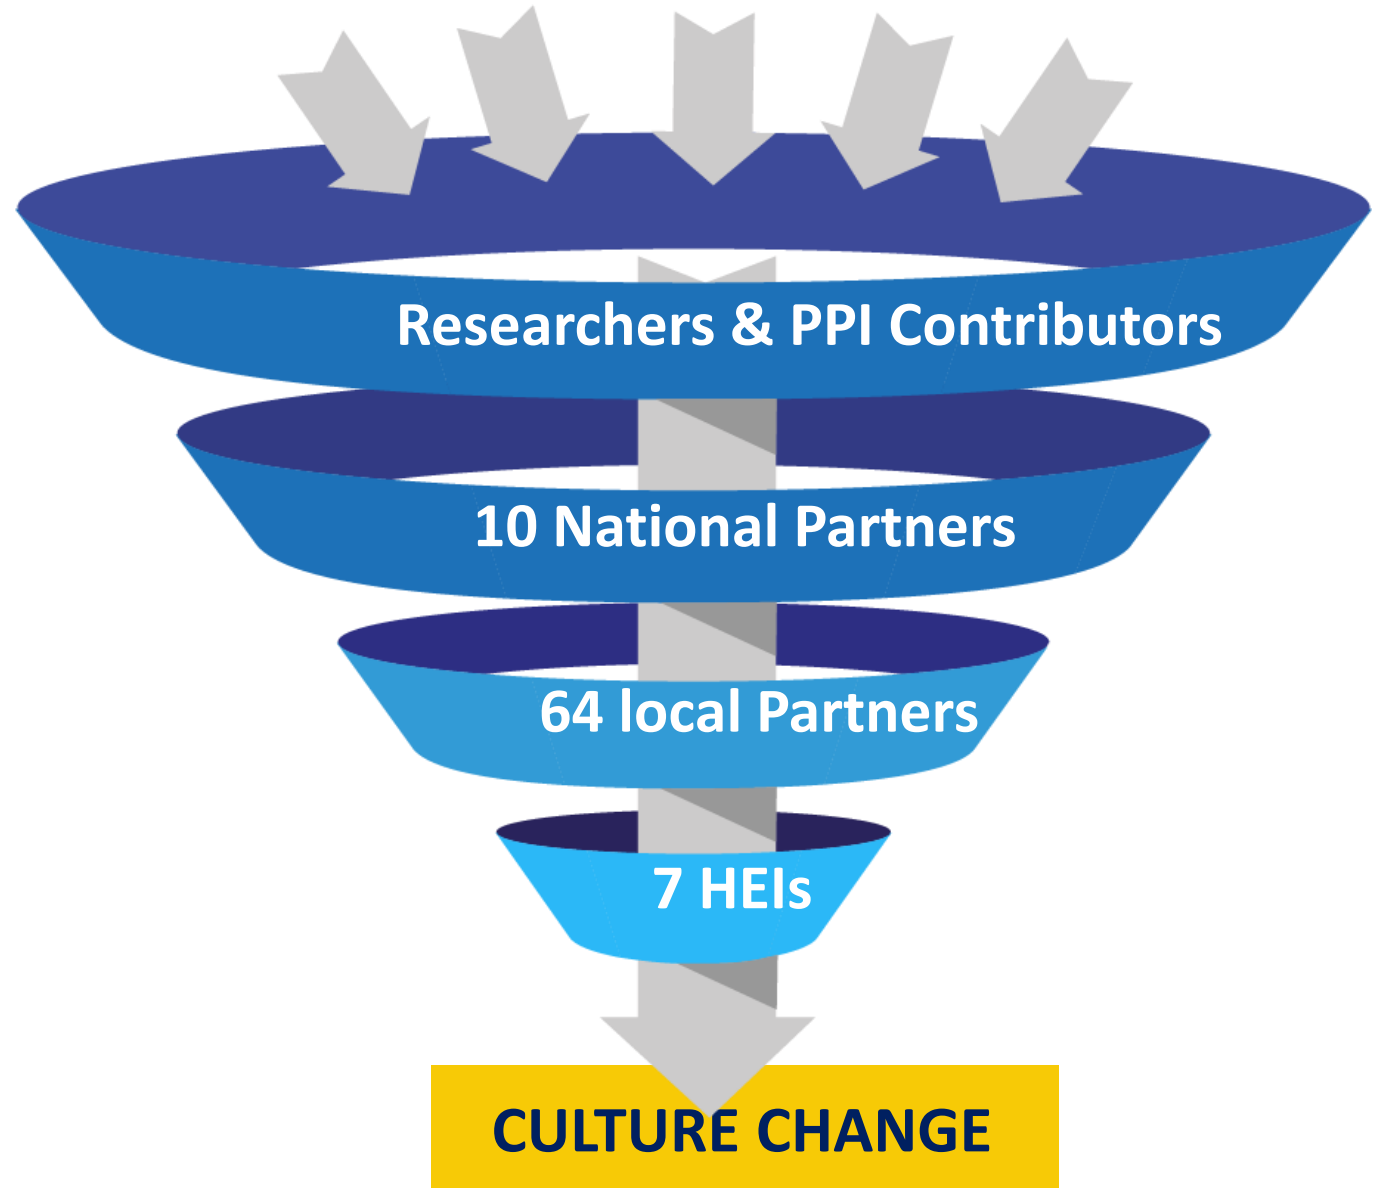 Researchers & PPI Contributors
10 National Partners
64 local Partners
7 HEIs
CULTURE CHANGE